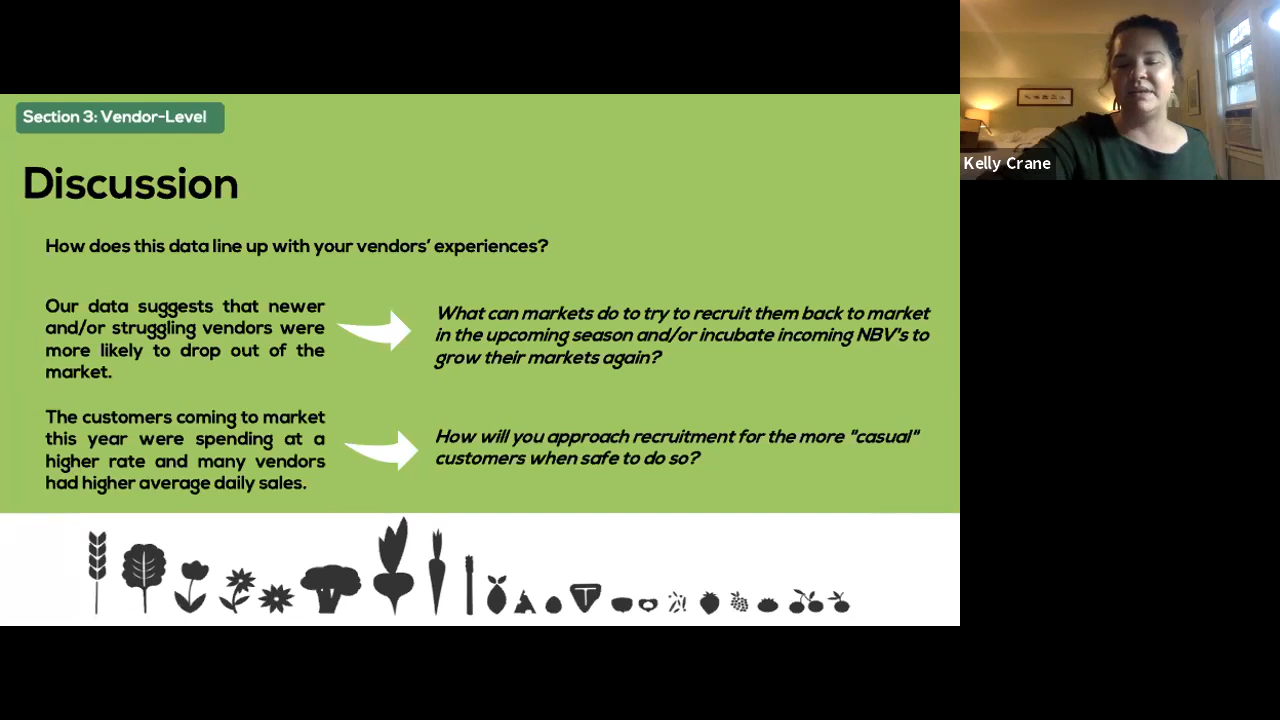 Section 3: Vendor-Level
Discussion
How does this data line up with your vendors' experiences?
Our data suggests that newer
and/or struggling vendors were
more likely to drop out of the
market.
What can markets do to try to recruit them back to market
in the upcoming season and/or incubate incoming NBV's to
grow their markets again?
The customers coming to market
this year were spending at a
higher rate and many vendors
had higher average daily sales.
How will you approach recruitment for the more "casual"
customers when safe to do so?
Kelly Crane